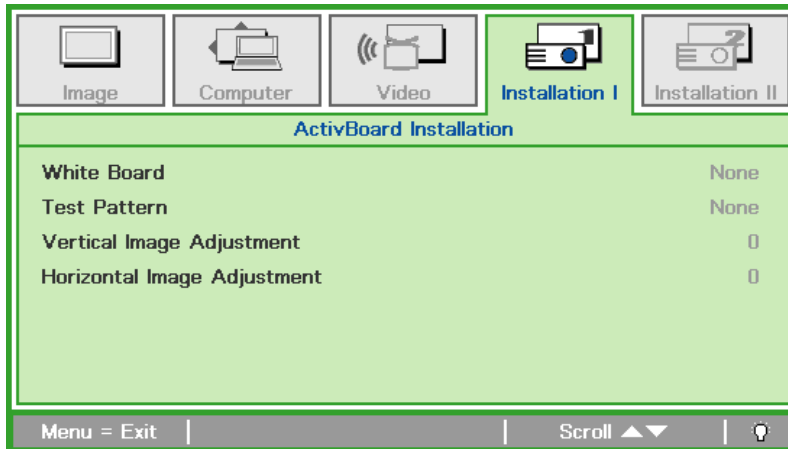 Image Computer Video Installation I Installation II
ActivBoard Installation
White Board None
Test Pattern None
Vertical Image Adjustment 0
Horizontal Image Adjustment 0
Menu = Exit Scroll ▲▼